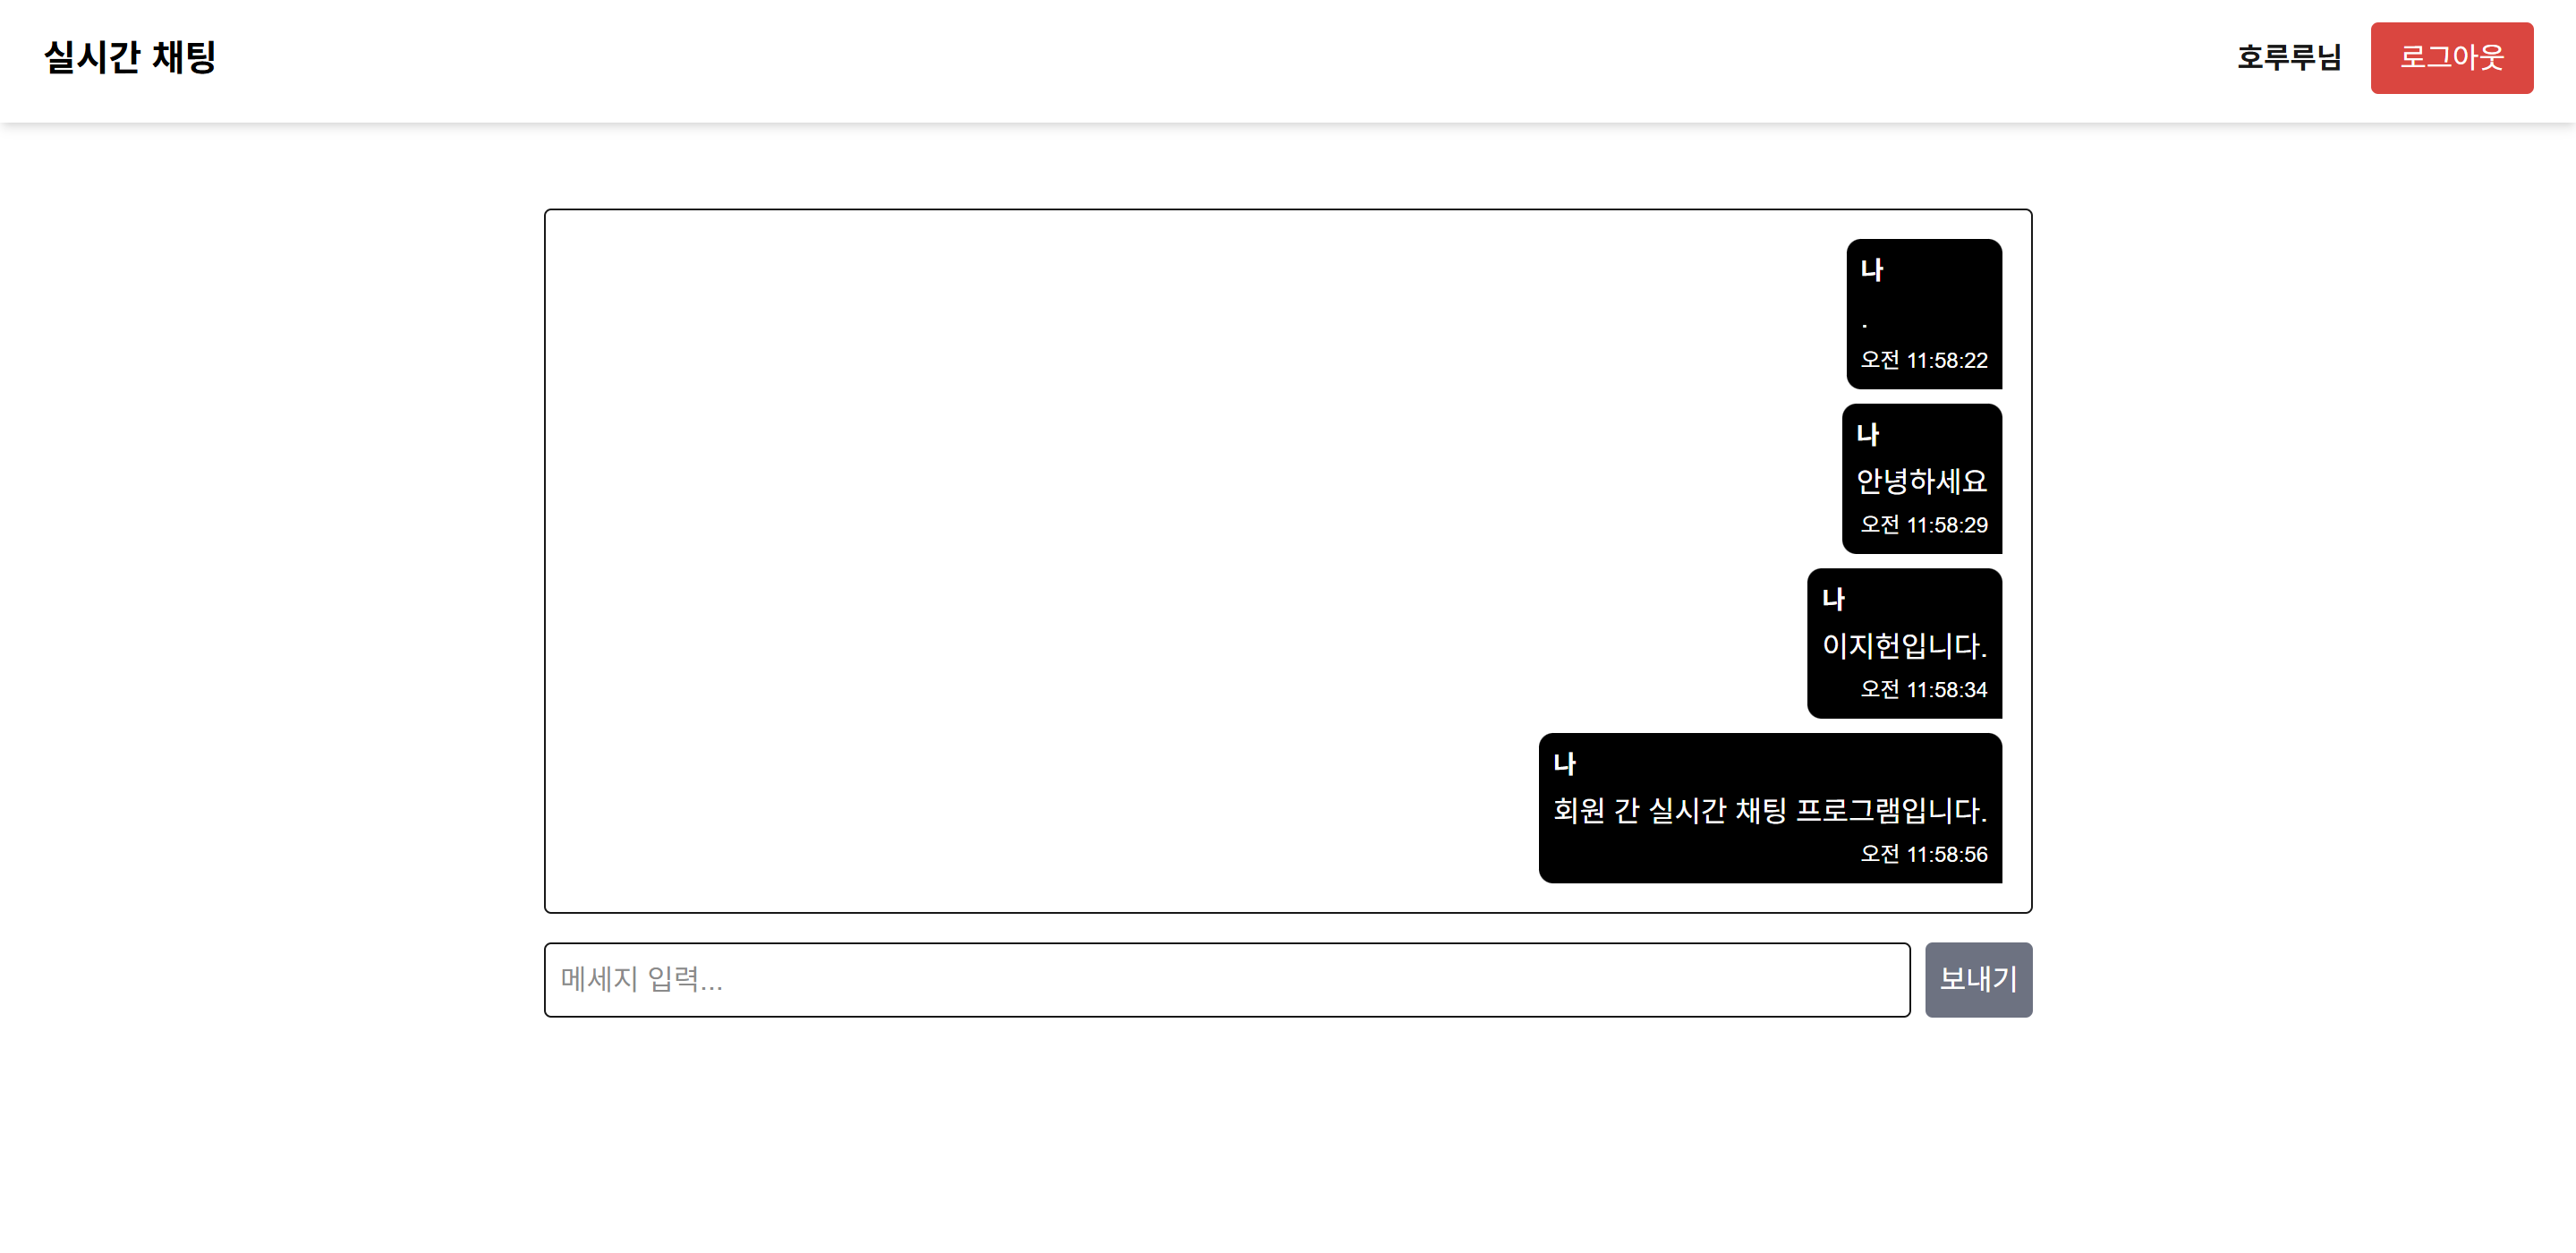 실시간 채팅
호루루님
로그아웃
나
.
오전 11:58:22
나
안녕하세요
오전 11:58:29
나
이지헌입니다.
오전 11:58:34
나
회원 간 실시간 채팅 프로그램입니다.
오전 11:58:56
메세지 입력...
보내기